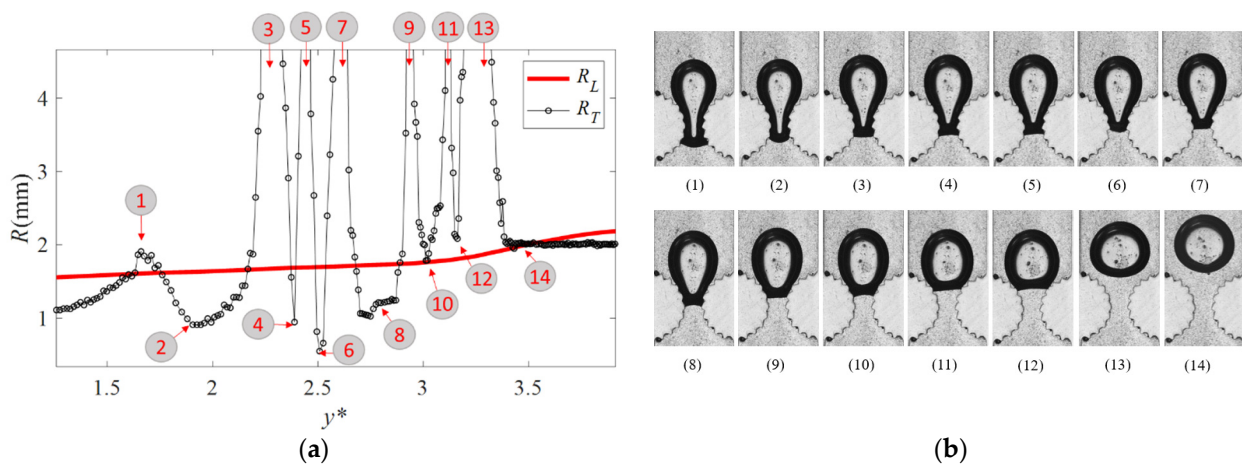 3 5 7 9 11 13
4
R_L
R_T
3
1
R(mm)
2
12
14
10
1
2
4
6
8
1.5 2 2.5 3 3.5
y*
(a)
(1) (2) (3) (4) (5) (6) (7)
(8) (9) (10) (11) (12) (13) (14)
(b)